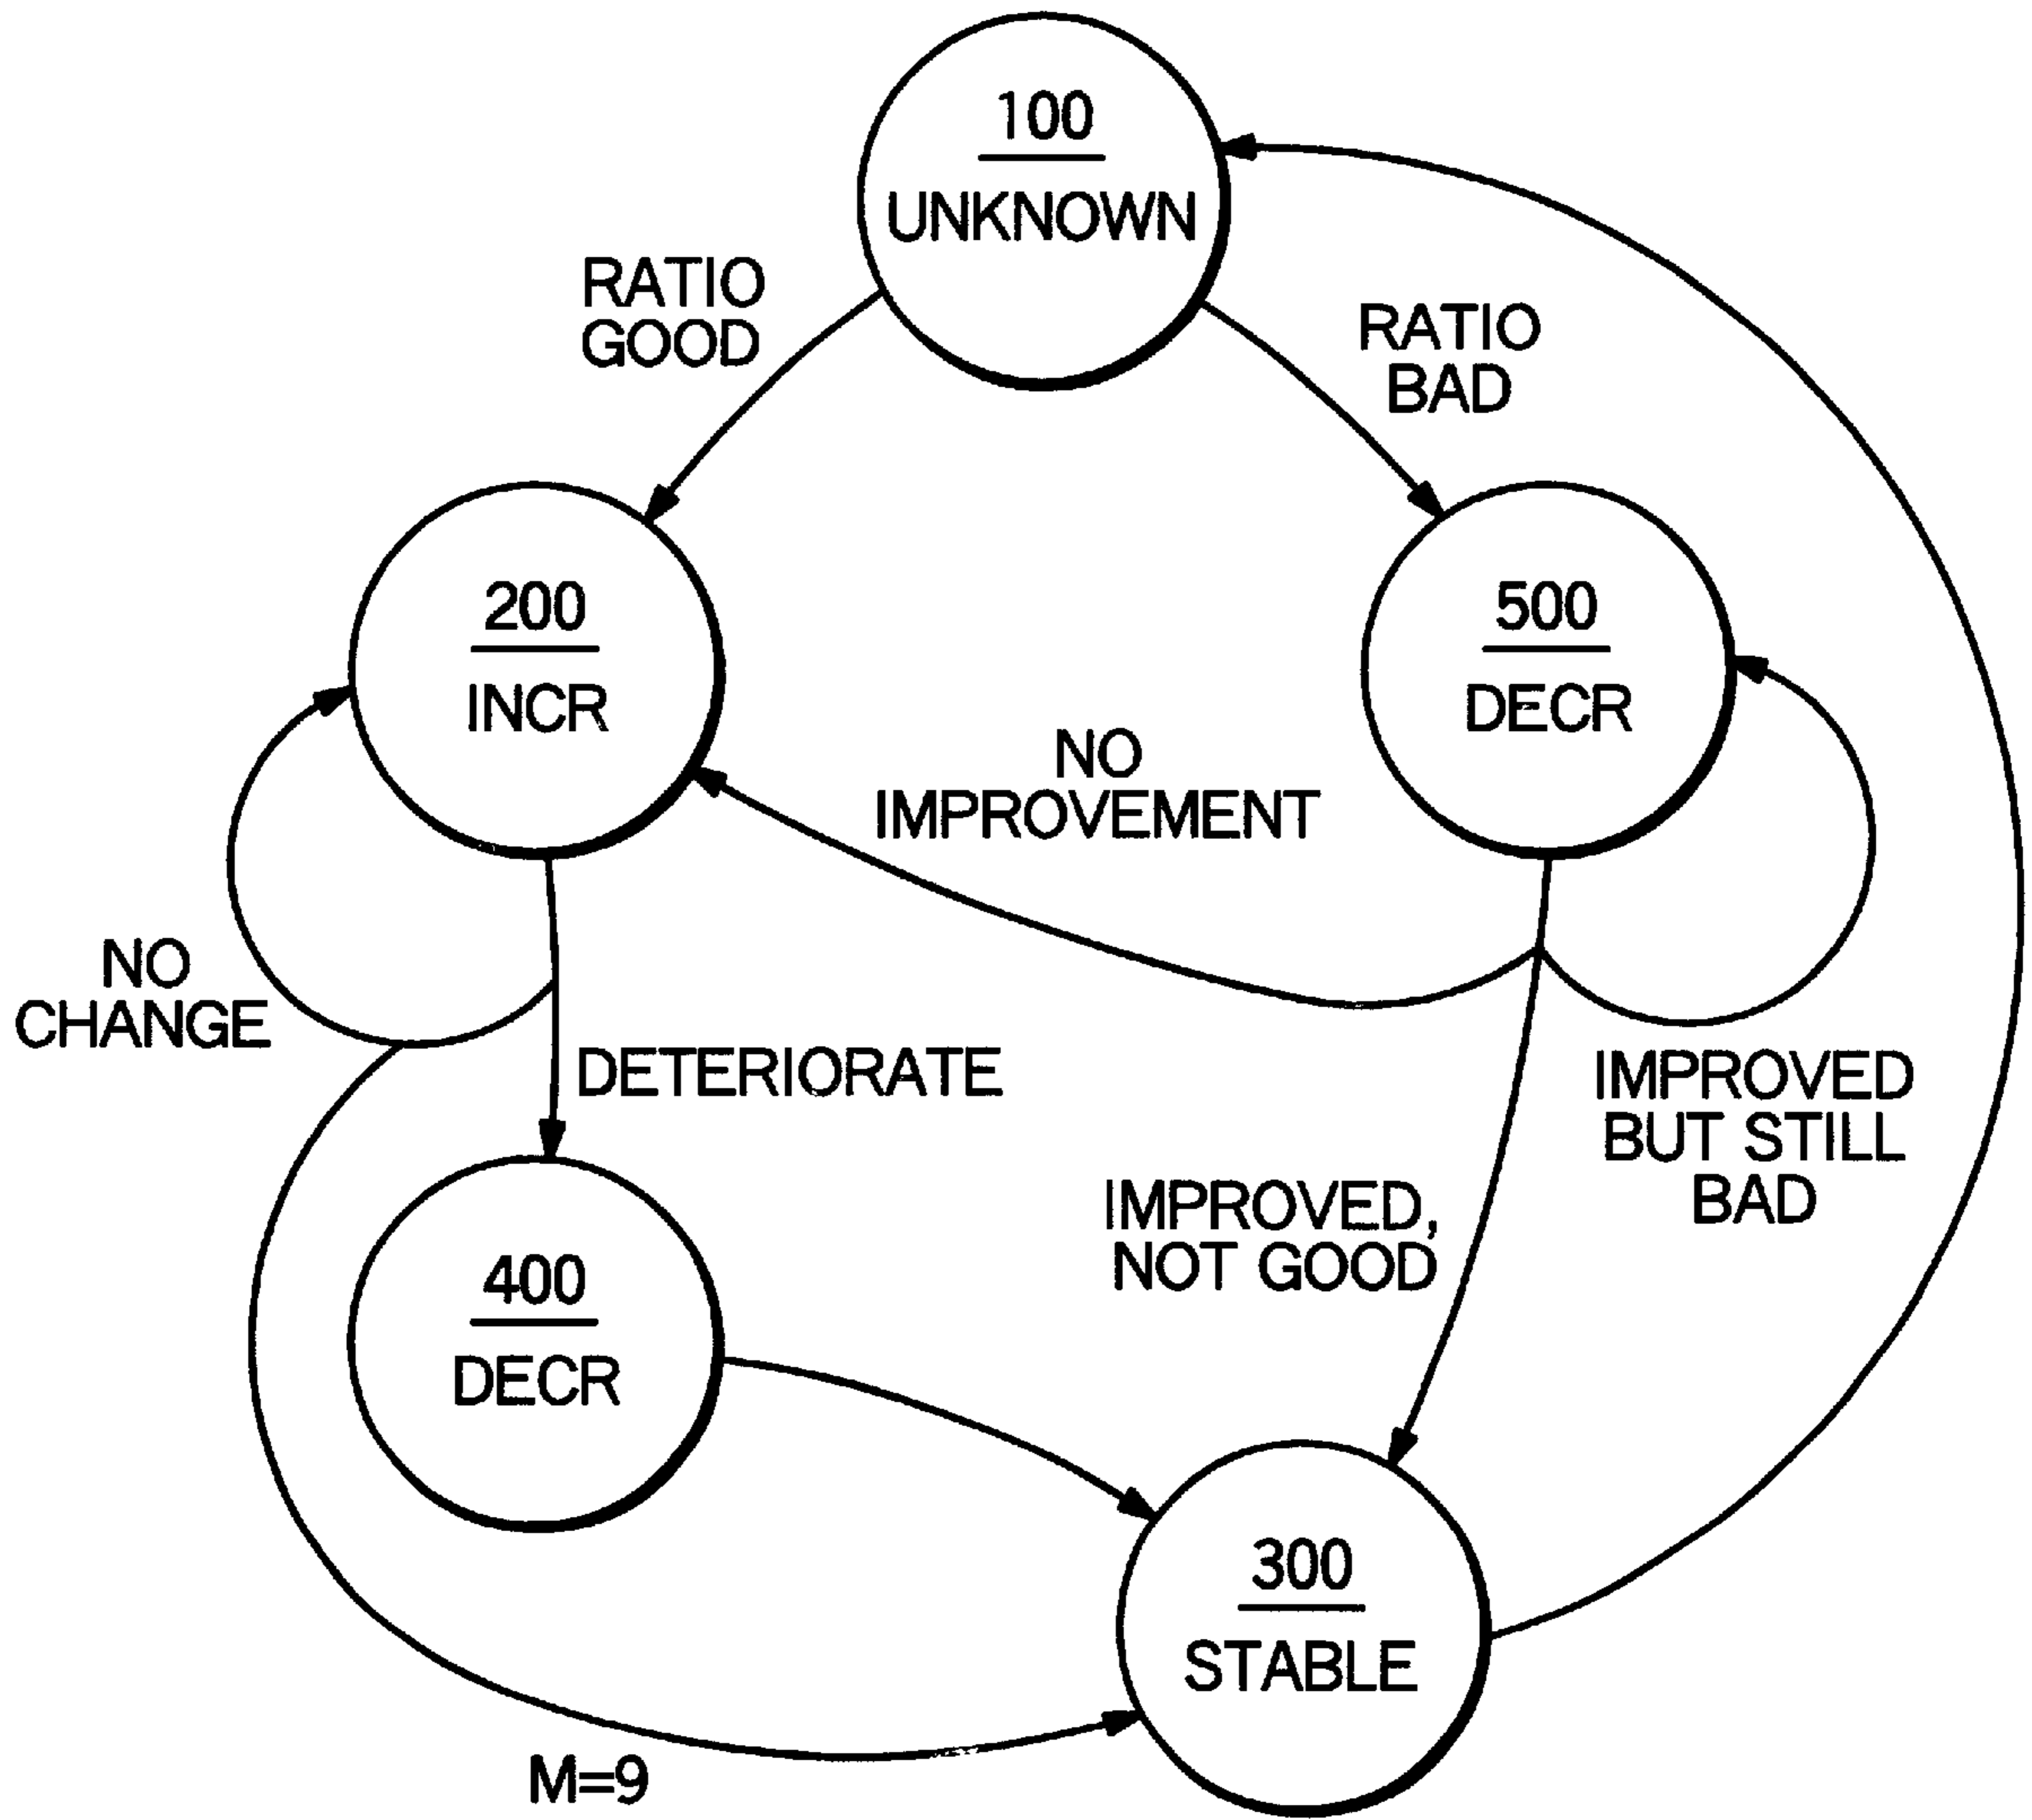 100
UNKNOWN
RATIO
GOOD
RATIO
BAD
200
INCR
500
DECR
NO
IMPROVEMENT
NO
CHANGE
DETERIORATE
IMPROVED
BUT STILL
BAD
IMPROVED,
NOT GOOD
400
DECR
300
STABLE
M=9